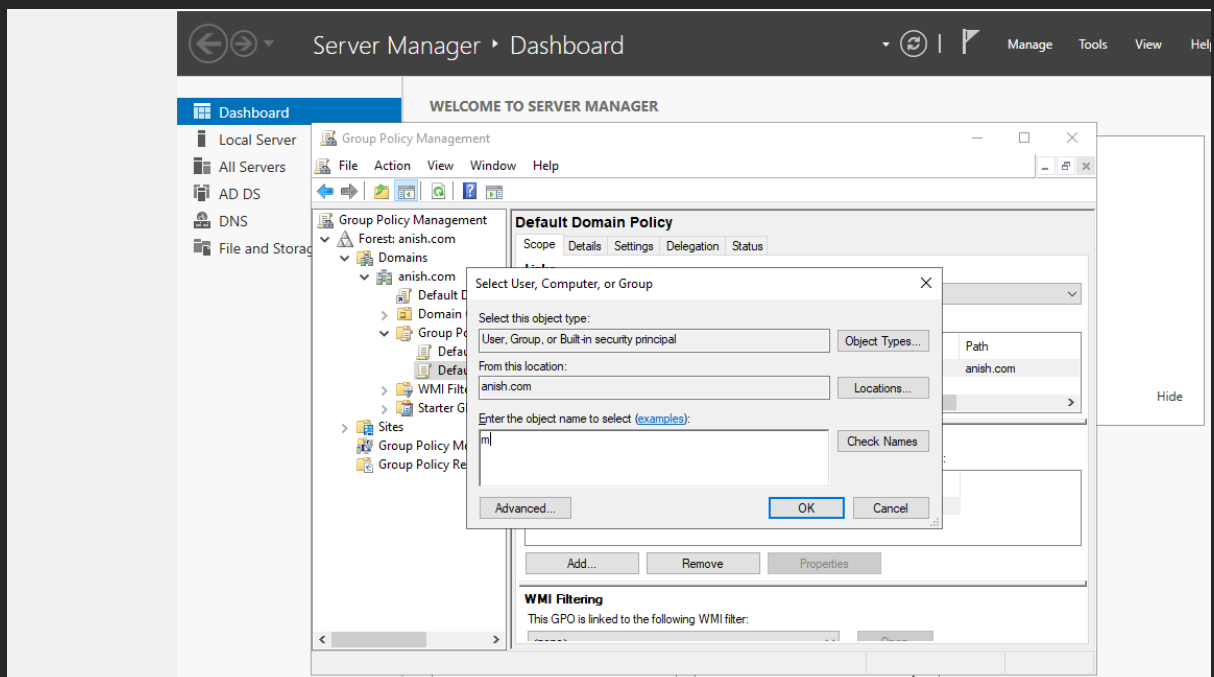 Server Manager ‣ Dashboard
Manage Tools View Hel
Dashboard
Local Server
All Servers
AD DS
DNS
File and Storag
WELCOME TO SERVER MANAGER
Group Policy Management
File Action View Window Help
Group Policy Management
Forest: anish.com
Domains
anish.com
Default D
Domain
Group Po
Defau
Defau
WMI Filte
Starter G
Sites
Group Policy Mo
Group Policy Re
Default Domain Policy
Scope Details Settings Delegation Status
Select User, Computer, or Group
Select this object type:
User, Group, or Built-in security principal
Object Types...
From this location:
anish.com
Locations...
Enter the object name to select (examples):
m
Check Names
Advanced...
OK
Cancel
Path
anish.com
Hide
Add...
Remove
Properties
WMI Filtering
This GPO is linked to the following WMI filter: